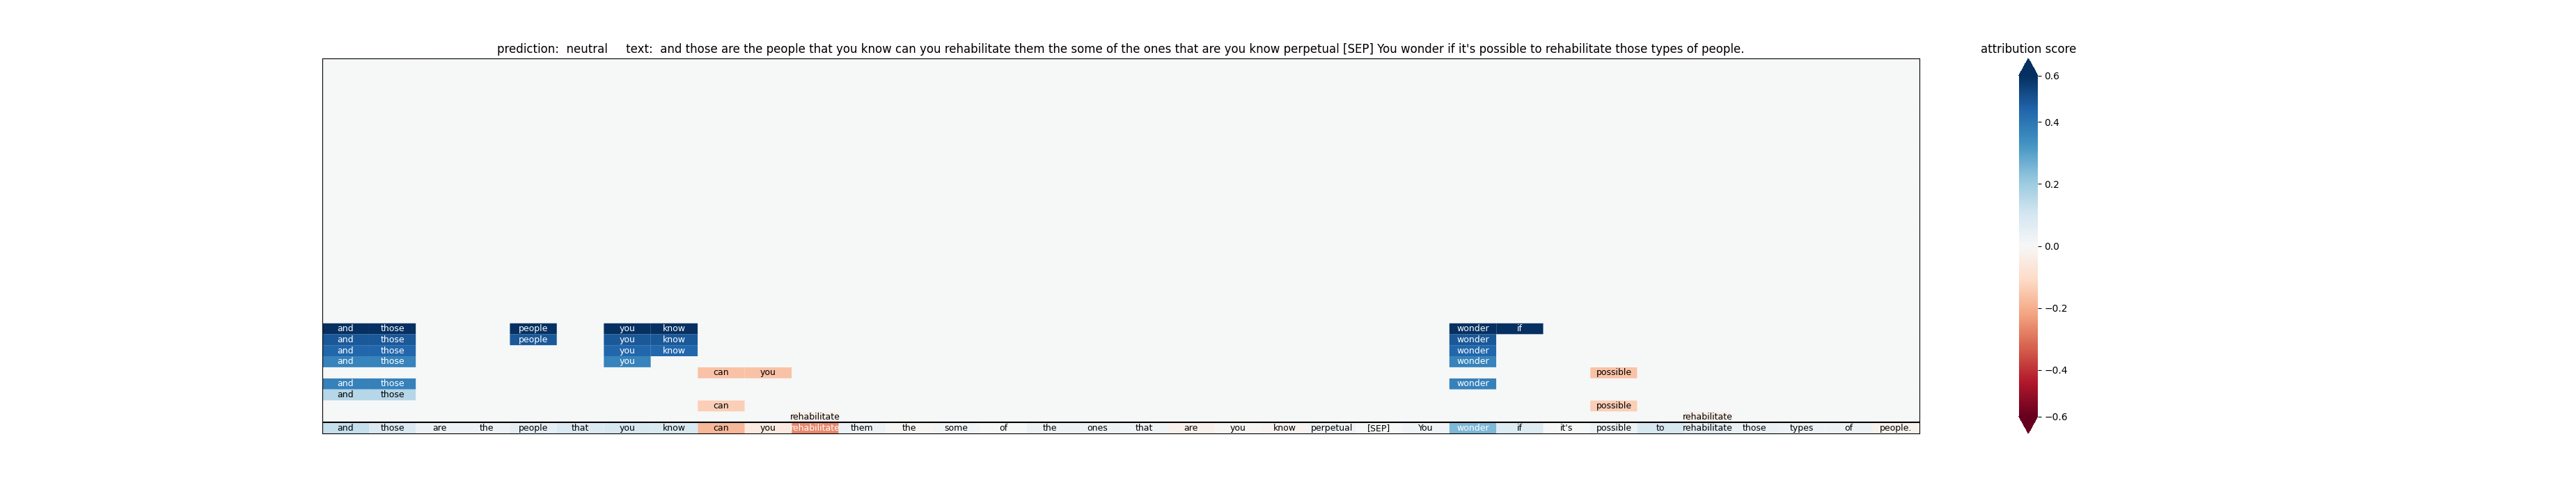 prediction:  neutral     text:  and those are the people that you know can you rehabilitate them the some of the ones that are you know perpetual [SEP] You wonder if it's possible to rehabilitate those types of people.
attribution score
0.6
0.4
0.2
0.0
−0.2
−0.4
−0.6
and those people you know wonder if
and those people you know wonder
and those you know wonder
and those you wonder
can you possible
and those wonder
and those
can possible
rehabilitate rehabilitate
and those are the people that you know can you rehabilitate them the some of the ones that are you know perpetual [SEP] You wonder if it's possible to rehabilitate those types of people.